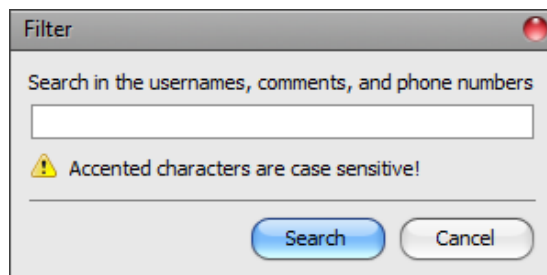 Filter
Search in the usernames, comments, and phone numbers
Accented characters are case sensitive!
Search
Cancel